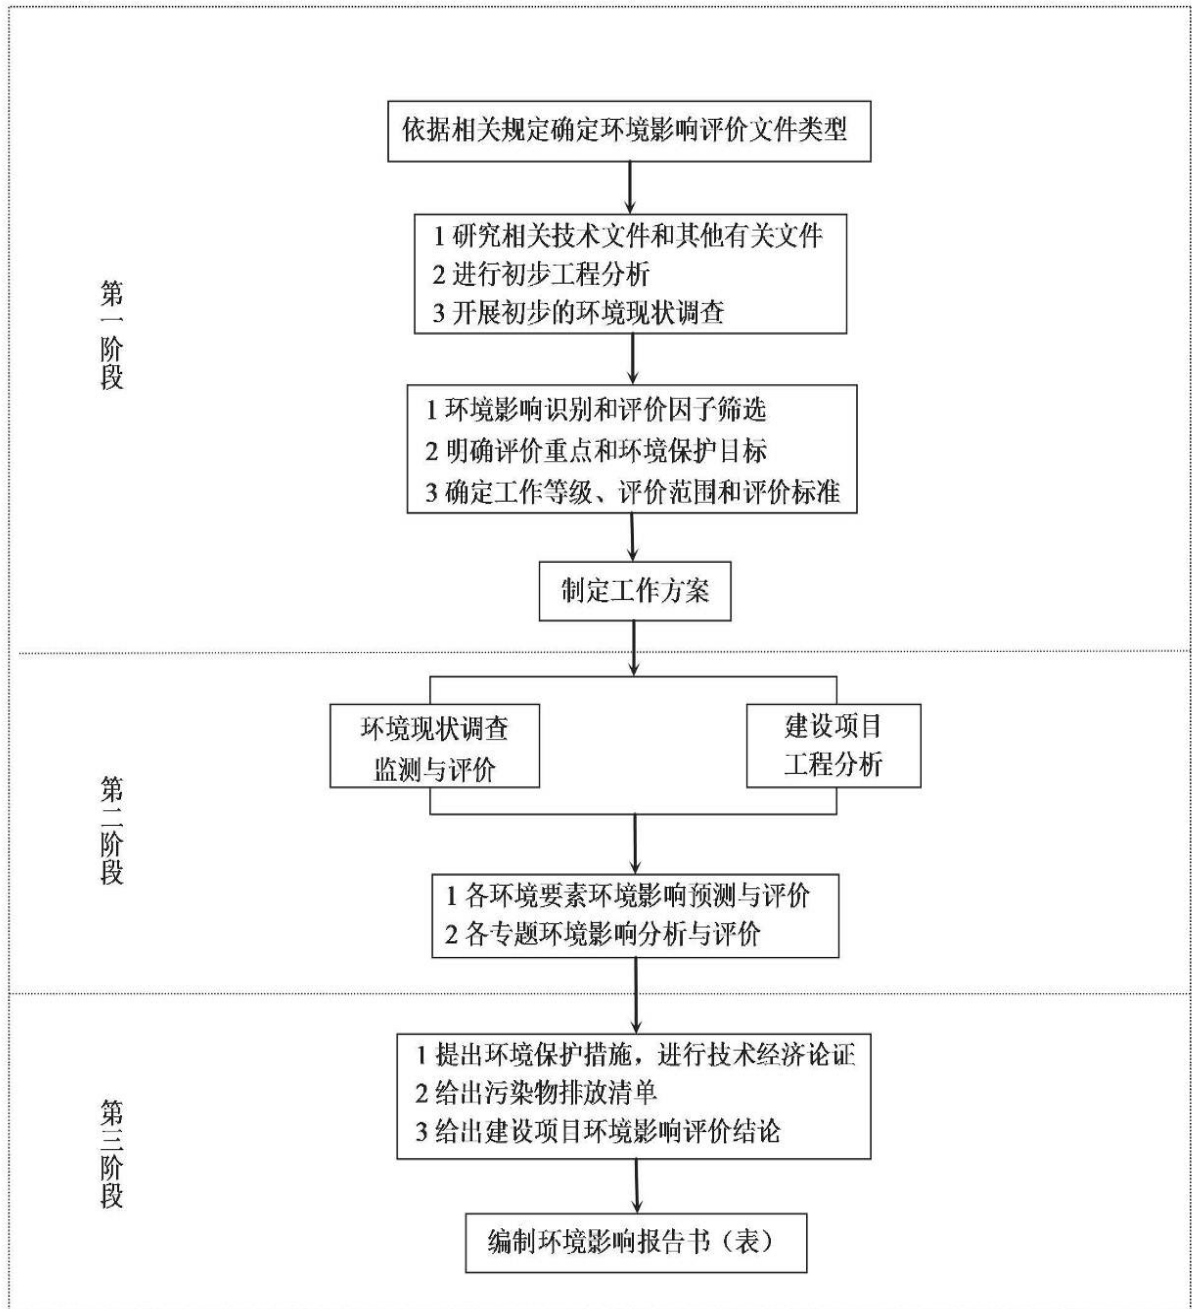 依据相关规定确定环境影响评价文件类型
1 研究相关技术文件和其他有关文件
2 进行初步工程分析
3 开展初步的环境现状调查
第一阶段
1 环境影响识别和评价因子筛选
2 明确评价重点和环境保护目标
3 确定工作等级、评价范围和评价标准
制定工作方案
环境现状调查
监测与评价
建设项目
工程分析
第二阶段
1 各环境要素环境影响预测与评价
2 各专题环境影响分析与评价
1 提出环境保护措施，进行技术经济论证
2 给出污染物排放清单
3 给出建设项目环境影响评价结论
第三阶段
编制环境影响报告书（表）